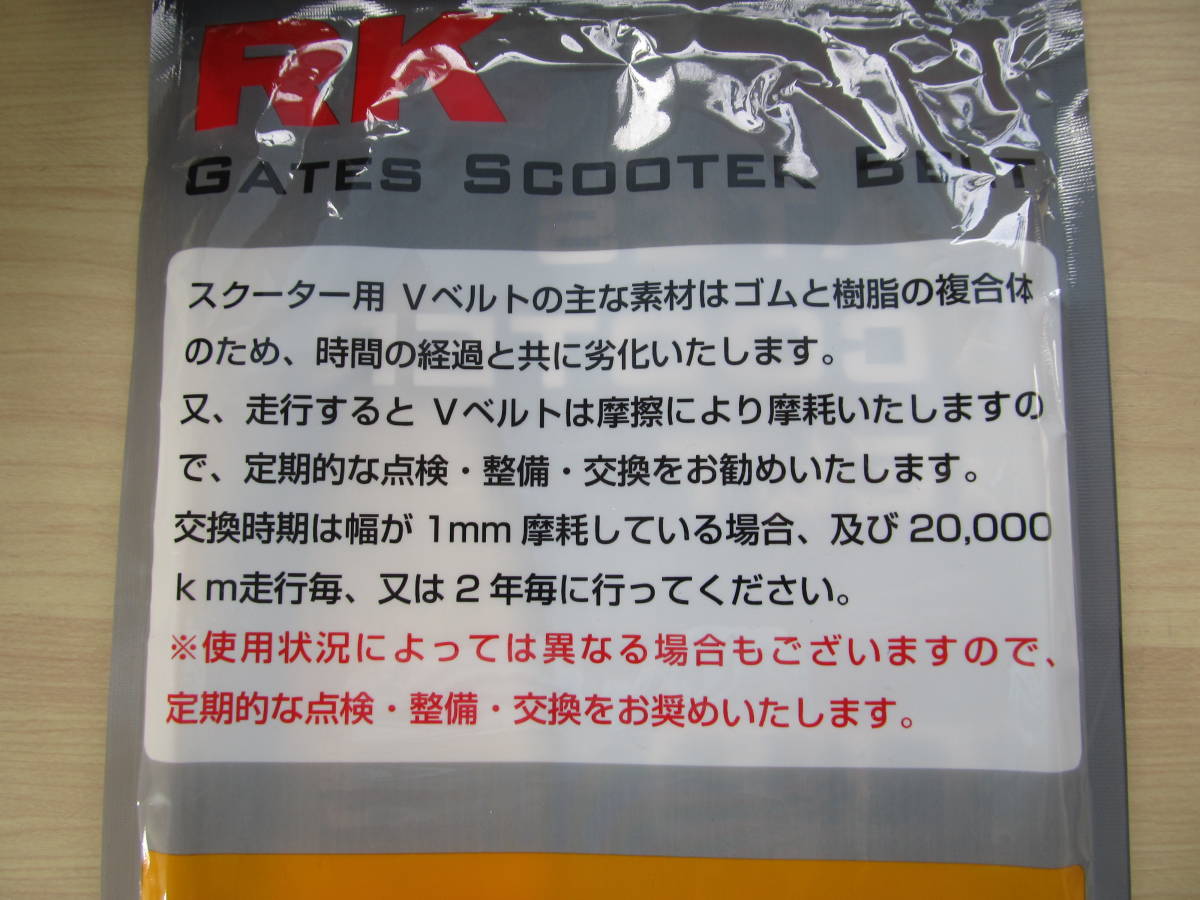 RK
GATES SCOOTER BELT
スクーター用 Vベルトの主な素材はゴムと樹脂の複合体
のため、時間の経過と共に劣化いたします。
又、走行すると Vベルトは摩擦により摩耗いたしますの
で、定期的な点検・整備・交換をお勧めいたします。
交換時期は幅が 1mm 摩耗している場合、及び 20,000
km走行毎、又は 2 年毎に行ってください。
※使用状況によっては異なる場合もございますので、
定期的な点検・整備・交換をお奨めいたします。